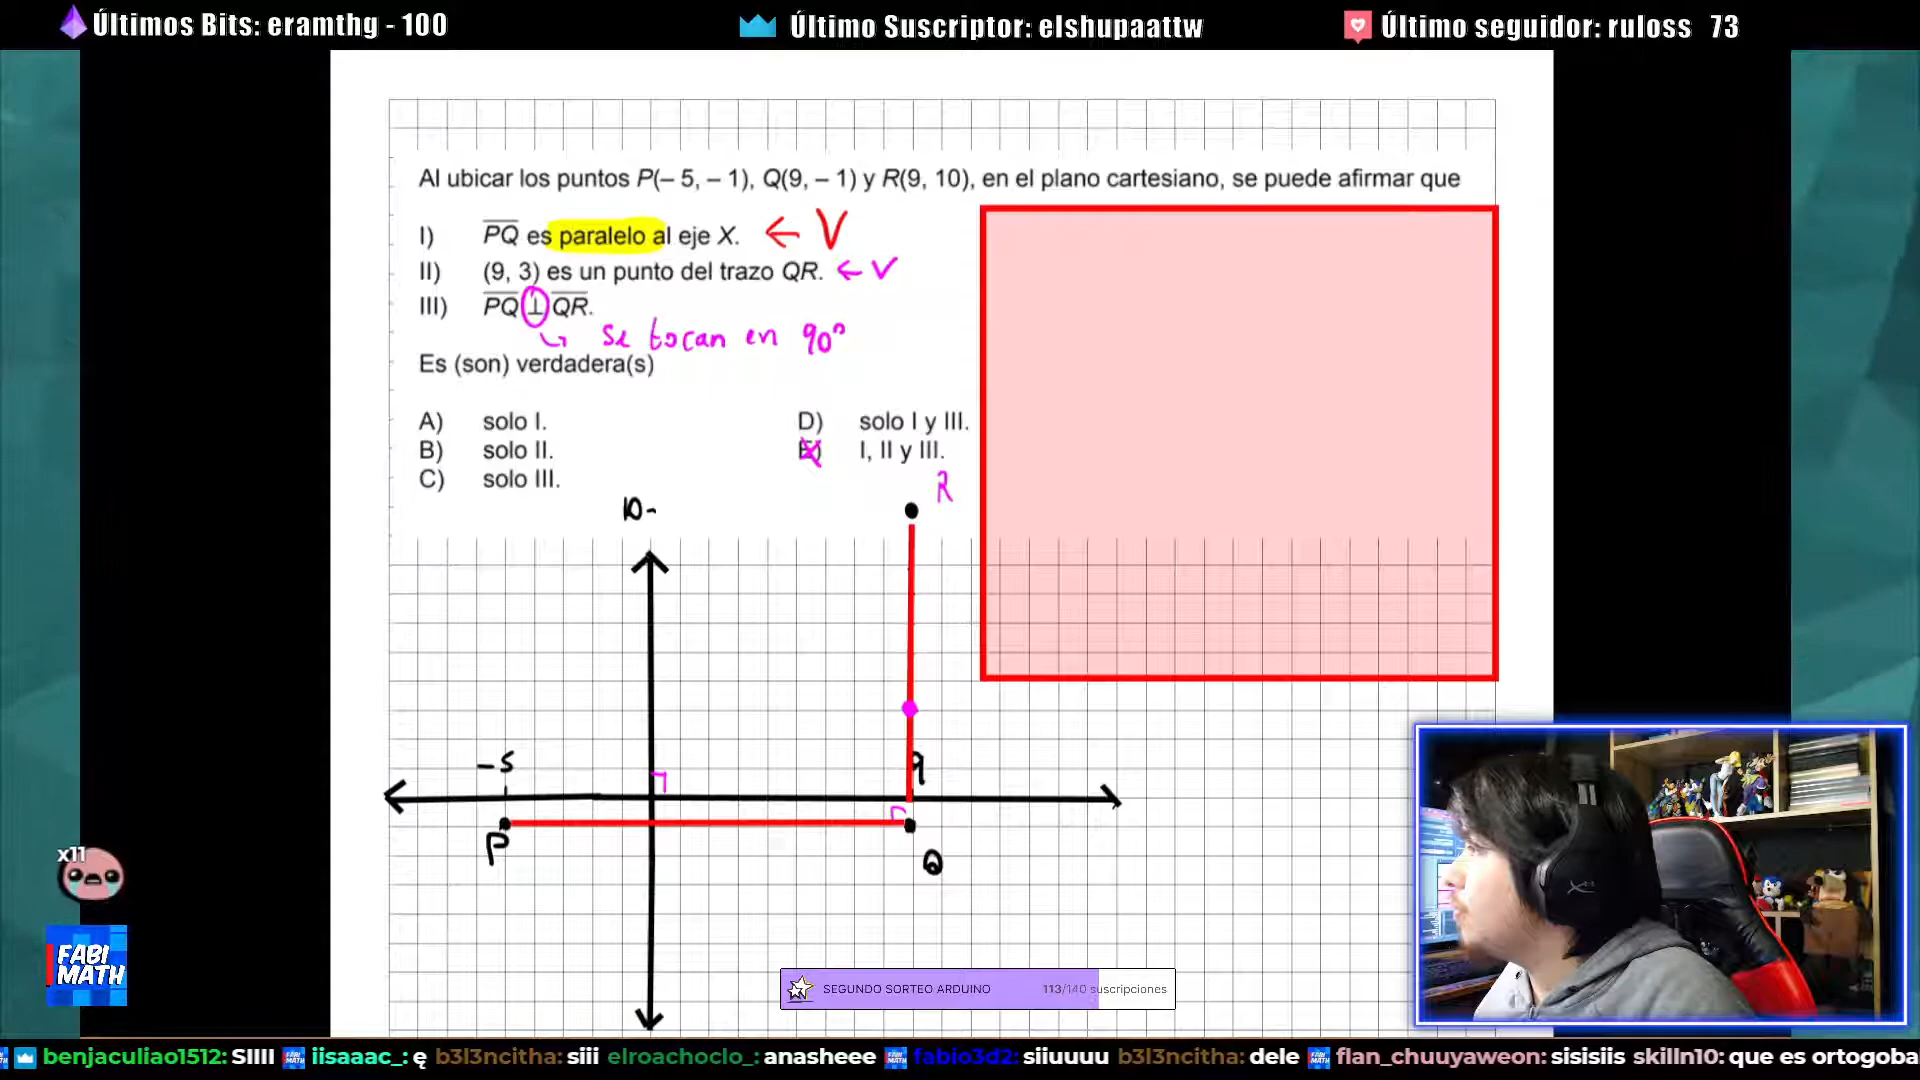 Últimos Bits: eramthg - 100
Último Suscriptor: elshupaattw
Último seguidor: ruloss 73
Al ubicar los puntos P(– 5, – 1), Q(9, – 1) y R(9, 10), en el plano cartesiano, se puede afirmar que
I) PQ es paralelo al eje X. ← V
II) (9, 3) es un punto del trazo QR. ← V
III) PQ ⊥ QR.
se tocan en 90°
Es (son) verdadera(s)
A) solo I.
B) solo II.
C) solo III.
D) solo I y III.
E) I, II y III.
R
10-
-5
9
P
Q
x11
FABI
MATH
SEGUNDO SORTEO ARDUINO 113/140 suscripciones
benjaculiao1512: SIIII iisaaac_: ę b3l3ncitha: siii elroachoclo_: anasheee fabio3d2: siiuuuu b3l3ncitha: dele flan_chuuyaweon: sisisiis skilln10: que es ortogoba